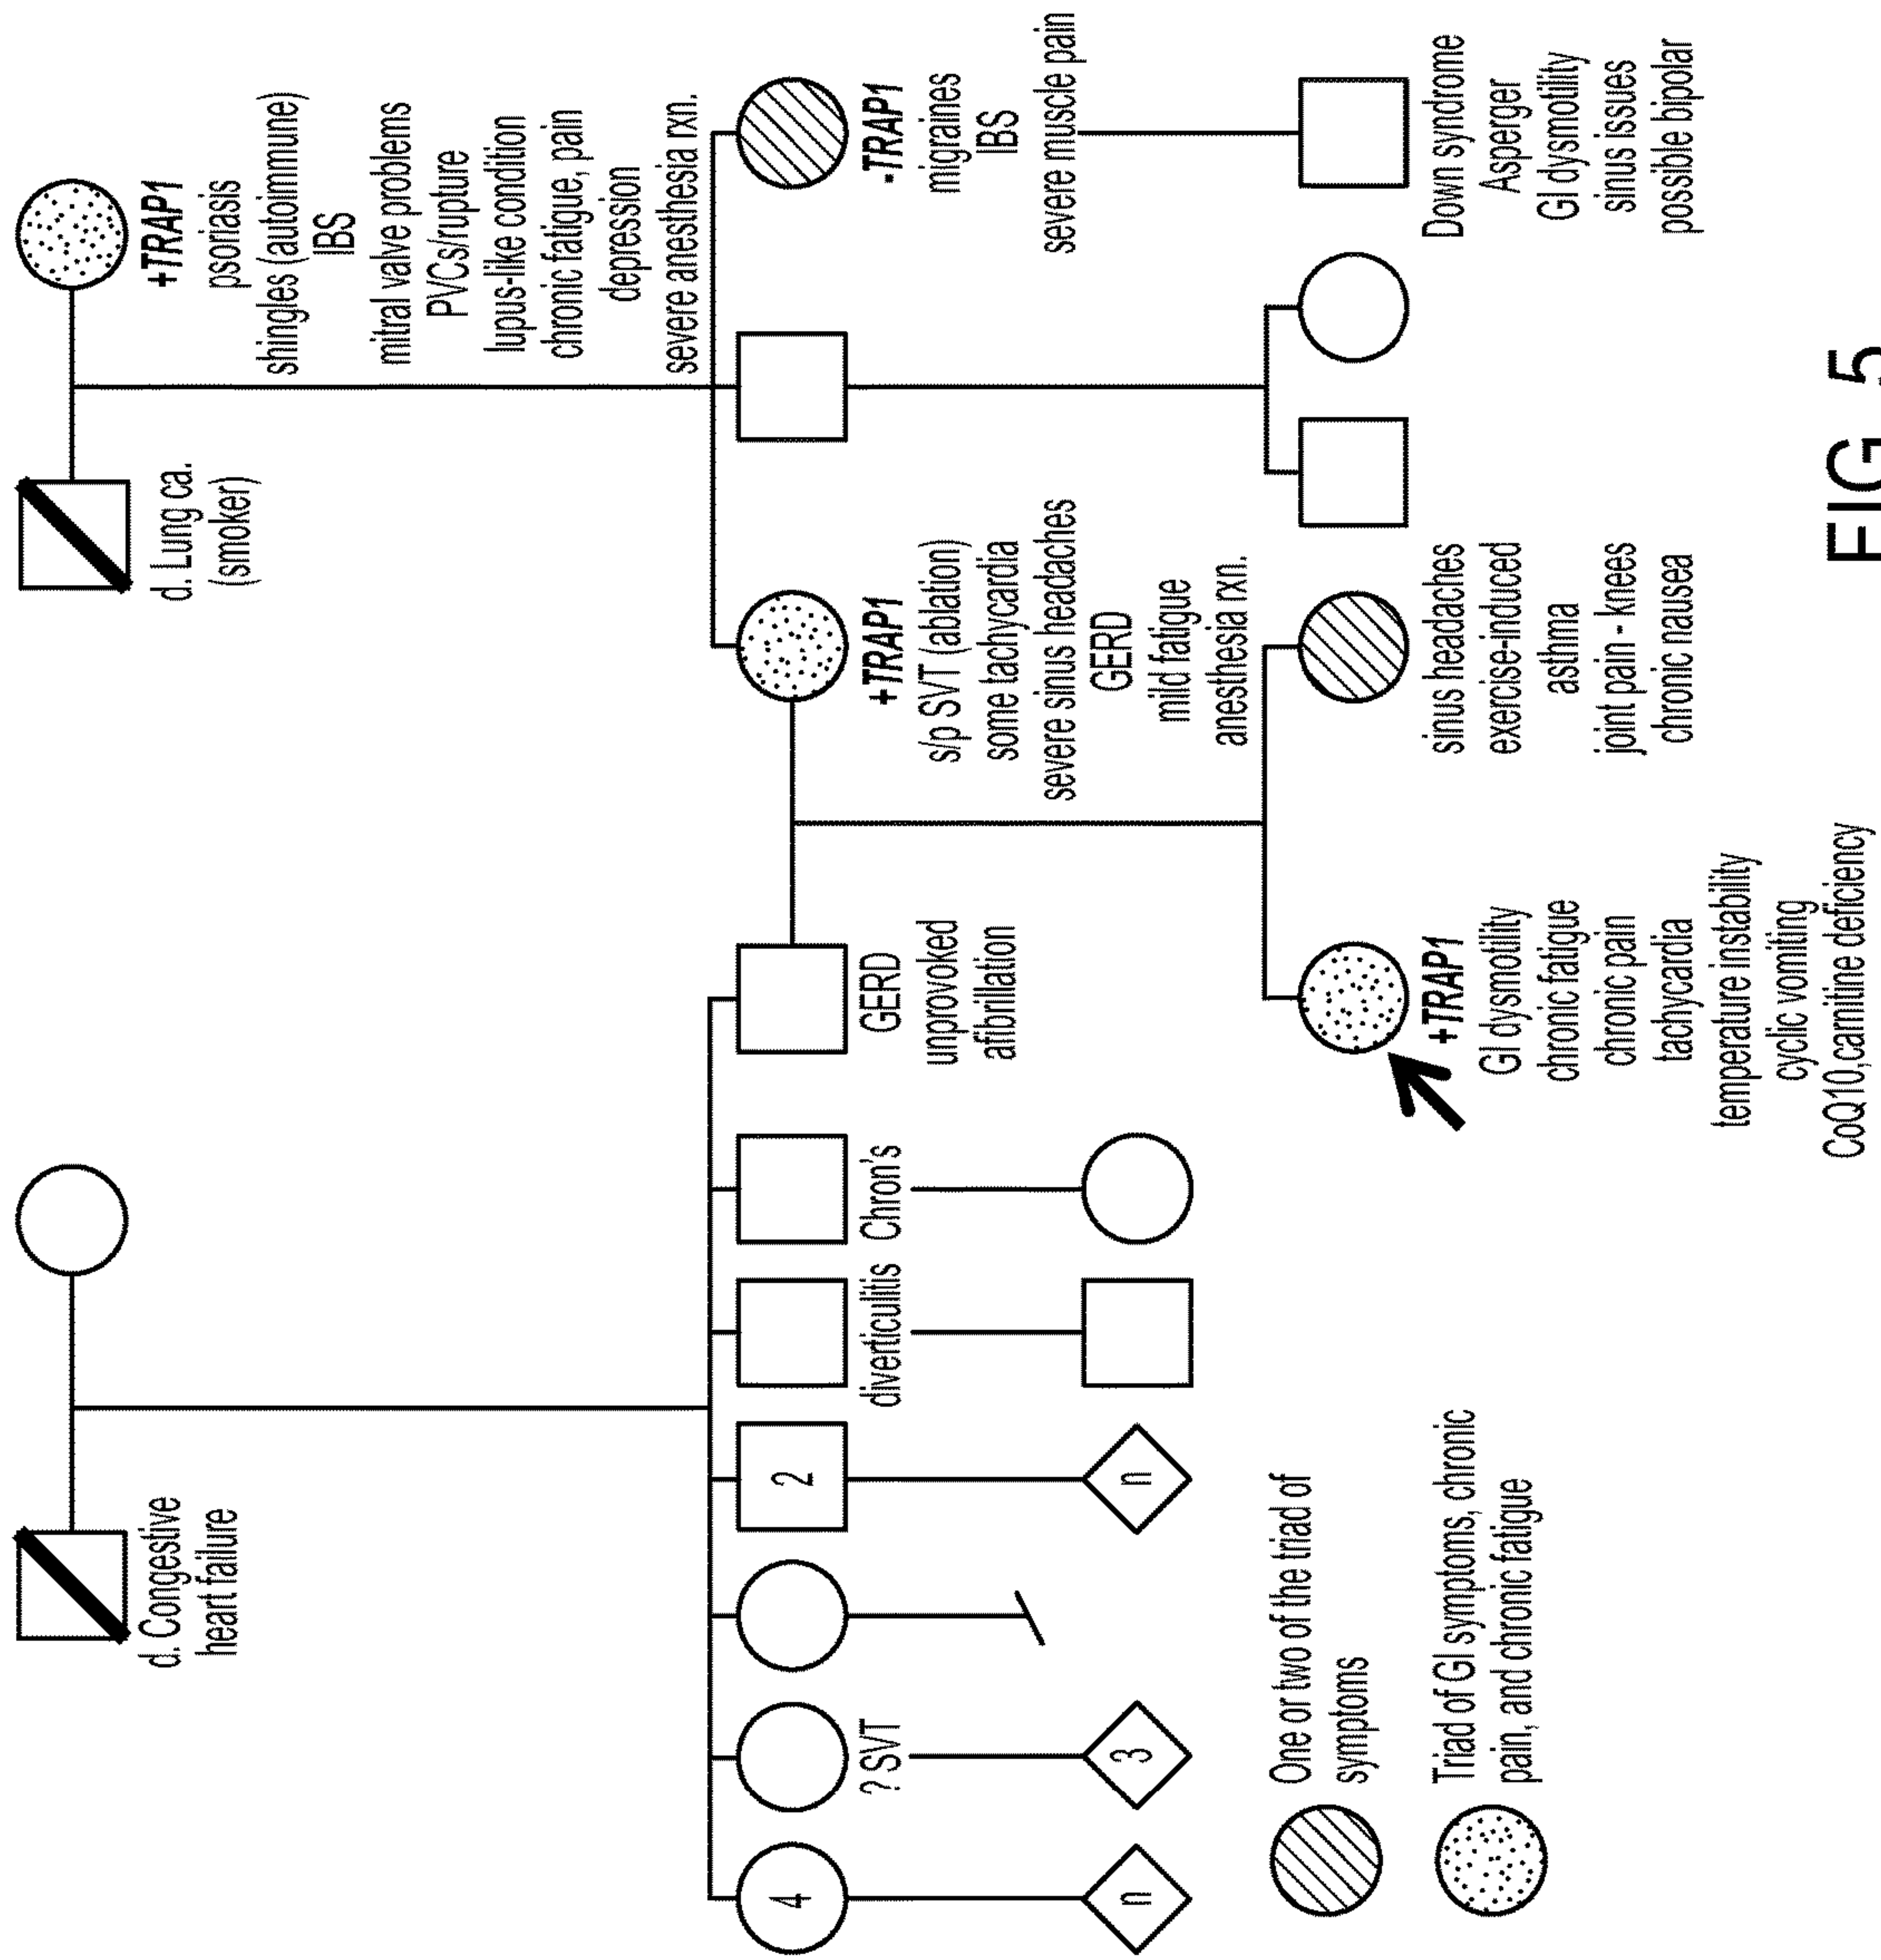 d. Congestive
heart failure
d. Lung ca.
(smoker)
+TRAP1
psoriasis
shingles (autoimmune)
IBS
mitral valve problems
PVCs/rupture
lupus-like condition
chronic fatigue, pain
depression
severe anesthesia rxn.
4
? SVT
2
diverticulitis
Chron's
GERD
unprovoked
afibrillation
+TRAP1
s/p SVT (ablation)
some tachycardia
severe sinus headaches
GERD
mild fatigue
anesthesia rxn.
-TRAP1
migraines
IBS
severe muscle pain
n
3
n
+TRAP1
GI dysmotility
chronic fatigue
chronic pain
tachycardia
temperature instability
cyclic vomiting
CoQ10,carnitine deficiency
sinus headaches
exercise-induced
asthma
joint pain - knees
chronic nausea
Down syndrome
Asperger
GI dysmotility
sinus issues
possible bipolar
One or two of the triad of
symptoms
Triad of GI symptoms, chronic
pain, and chronic fatigue
FIG. 5